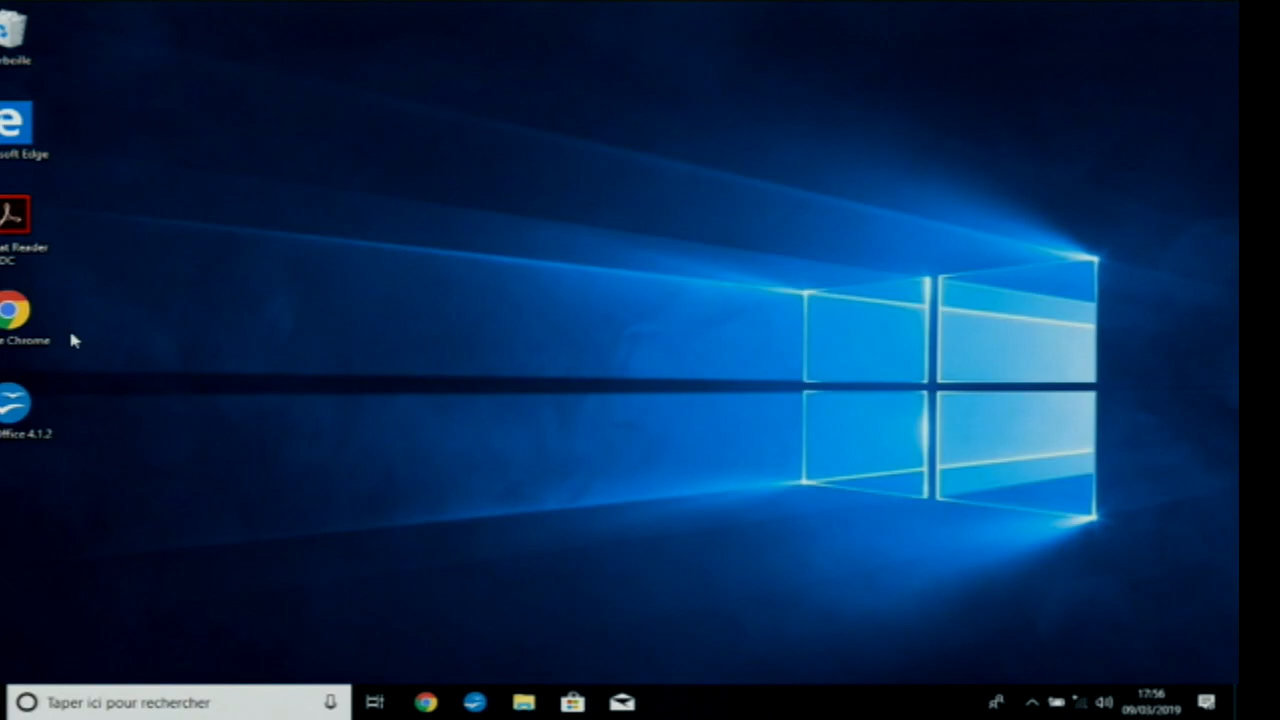 rbeille
soft Edge
at Reader
DC
e Chrome
ffice 4.1.2
Taper ici pour rechercher
17:56
09/03/2019